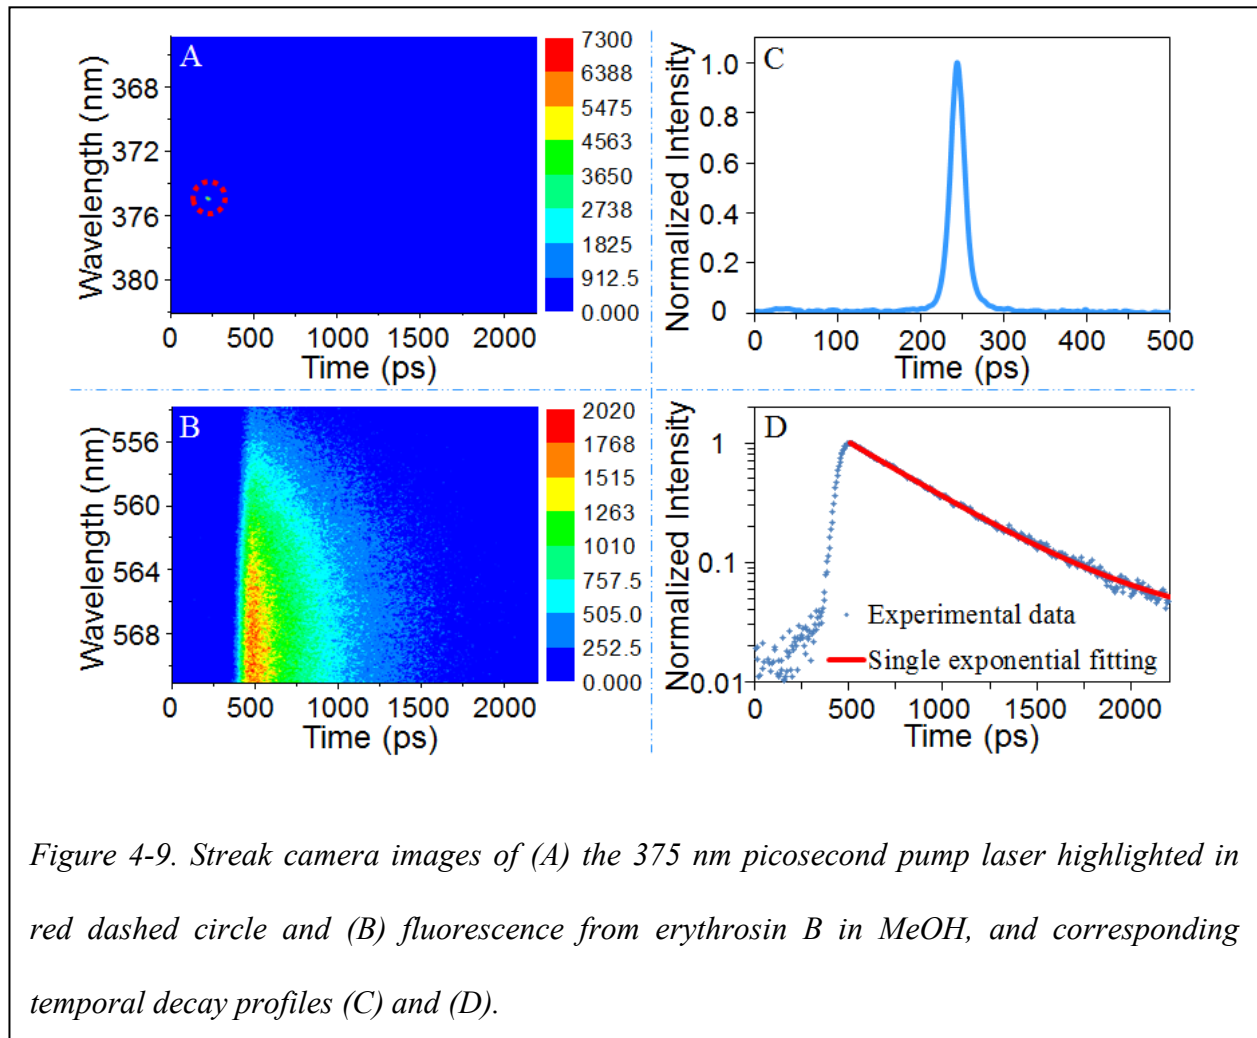 A
Wavelength (nm)
368
372
376
380
0 500 1000 1500 2000
Time (ps)
7300
6388
5475
4563
3650
2738
1825
912.5
0.000
C
Normalized Intensity
1.0
0.8
0.6
0.4
0.2
0
0 100 200 300 400 500
Time (ps)
B
Wavelength (nm)
556
560
564
568
0 500 1000 1500 2000
Time (ps)
2020
1768
1515
1263
1010
757.5
505.0
252.5
0.000
D
Normalized Intensity
1
0.1
0.01
Experimental data
Single exponential fitting
0 500 1000 1500 2000
Time (ps)
Figure 4-9. Streak camera images of (A) the 375 nm picosecond pump laser highlighted in
red dashed circle and (B) fluorescence from erythrosin B in MeOH, and corresponding
temporal decay profiles (C) and (D).